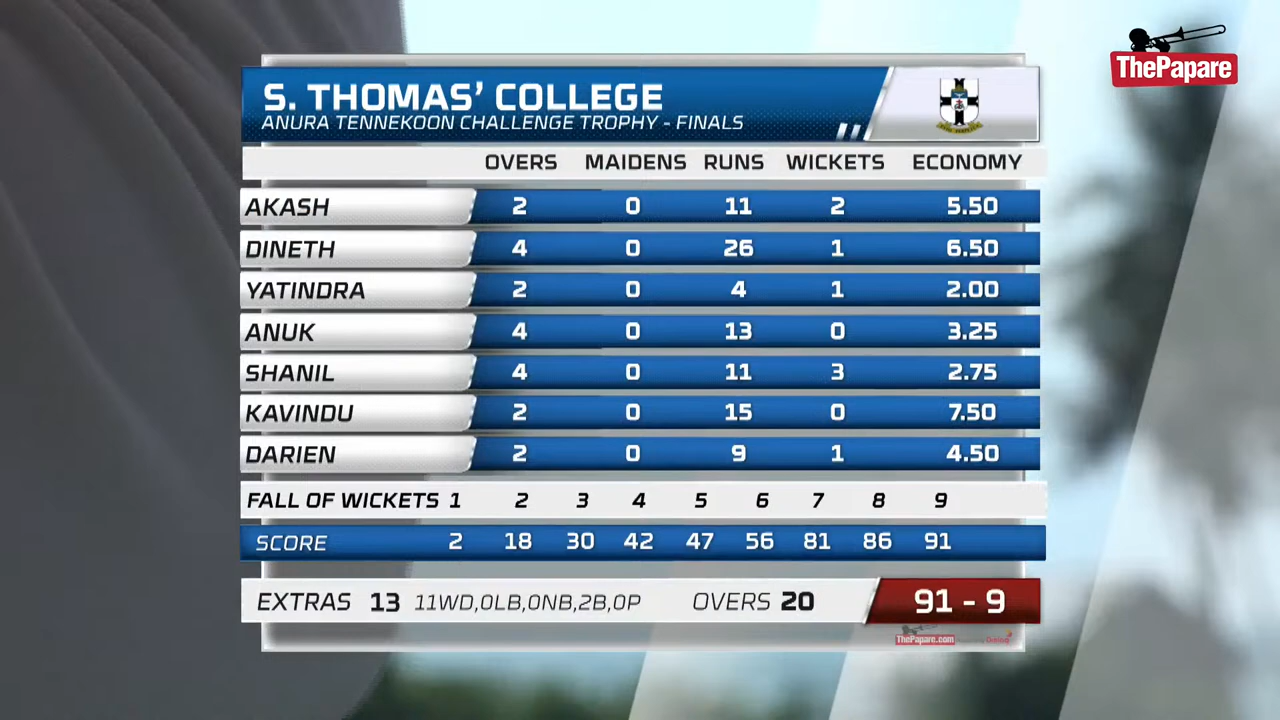 ThePapare
S. THOMAS' COLLEGE
ANURA TENNEKOON CHALLENGE TROPHY - FINALS
OVERS MAIDENS RUNS WICKETS ECONOMY
AKASH 2 0 11 2 5.50
DINETH 4 0 26 1 6.50
YATINDRA 2 0 4 1 2.00
ANUK 4 0 13 0 3.25
SHANIL 4 0 11 3 2.75
KAVINDU 2 0 15 0 7.50
DARIEN 2 0 9 1 4.50
FALL OF WICKETS 1 2 3 4 5 6 7 8 9
SCORE 2 18 30 42 47 56 81 86 91
EXTRAS 13 11WD,0LB,0NB,2B,0P OVERS 20 91 - 9
ThePapare.com Dialog